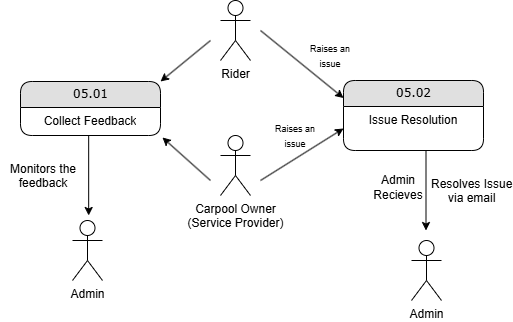 Rider
Raises an
issue
05.01
Collect Feedback
05.02
Issue Resolution
Raises an
issue
Carpool Owner
(Service Provider)
Monitors the
feedback
Admin
Recieves
Resolves Issue
via email
Admin
Admin